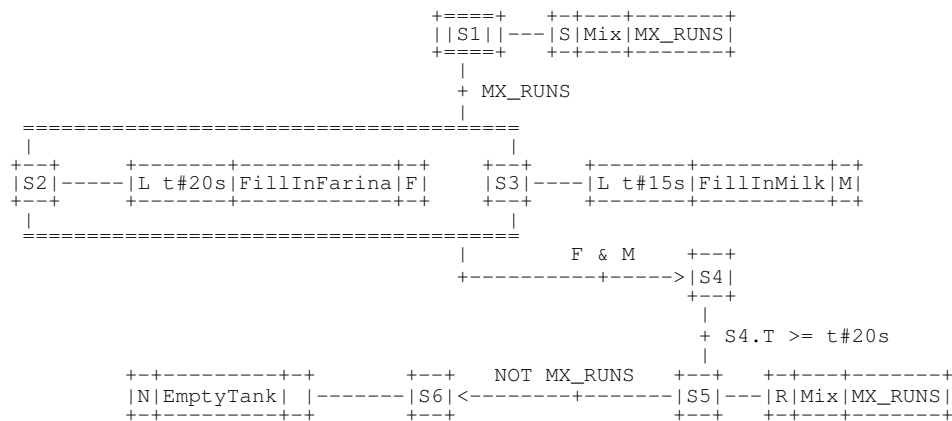 ||S1||---|S|Mix|MX_RUNS|
+ MX_RUNS
|S2|-----|L t#20s|FillInFarina|F| |S3|----|L t#15s|FillInMilk|M|
F & M
+----------+----->|S4|
+ S4.T >= t#20s
NOT MX_RUNS
|N|EmptyTank| |-------|S6|<--------+-------|S5|---|R|Mix|MX_RUNS|